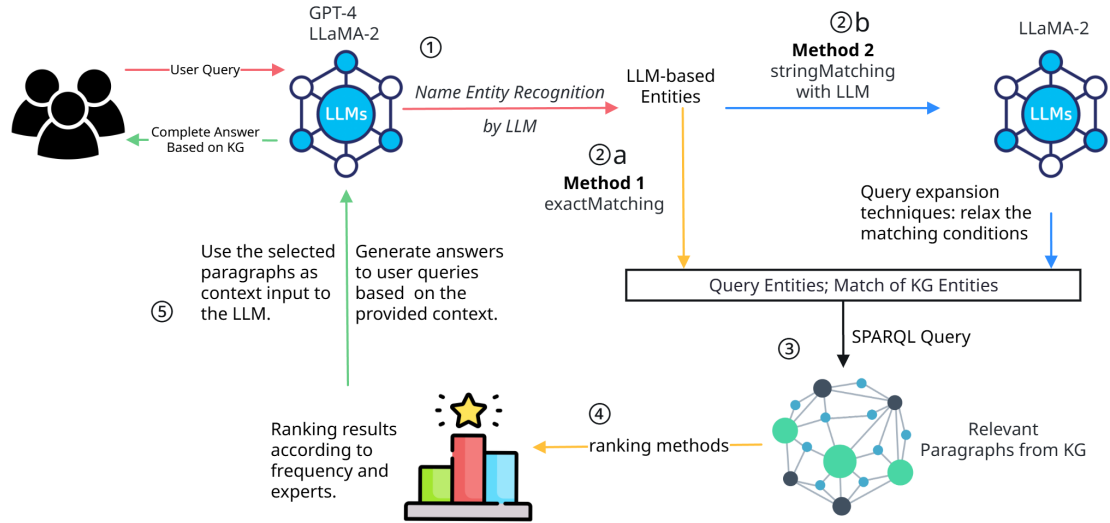 GPT-4
LLaMA-2
①
User Query
LLMs
Complete Answer
Based on KG
Name Entity Recognition
by LLM
LLM-based
Entities
②b
Method 2
stringMatching
with LLM
LLaMA-2
LLMs
②a
Method 1
exactMatching
Query expansion
techniques: relax the
matching conditions
Query Entities; Match of KG Entities
③
SPARQL Query
Relevant
Paragraphs from KG
④
ranking methods
Ranking results
according to
frequency and
experts.
⑤
Use the selected
paragraphs as
context input to
the LLM.
Generate answers
to user queries
based on the
provided context.